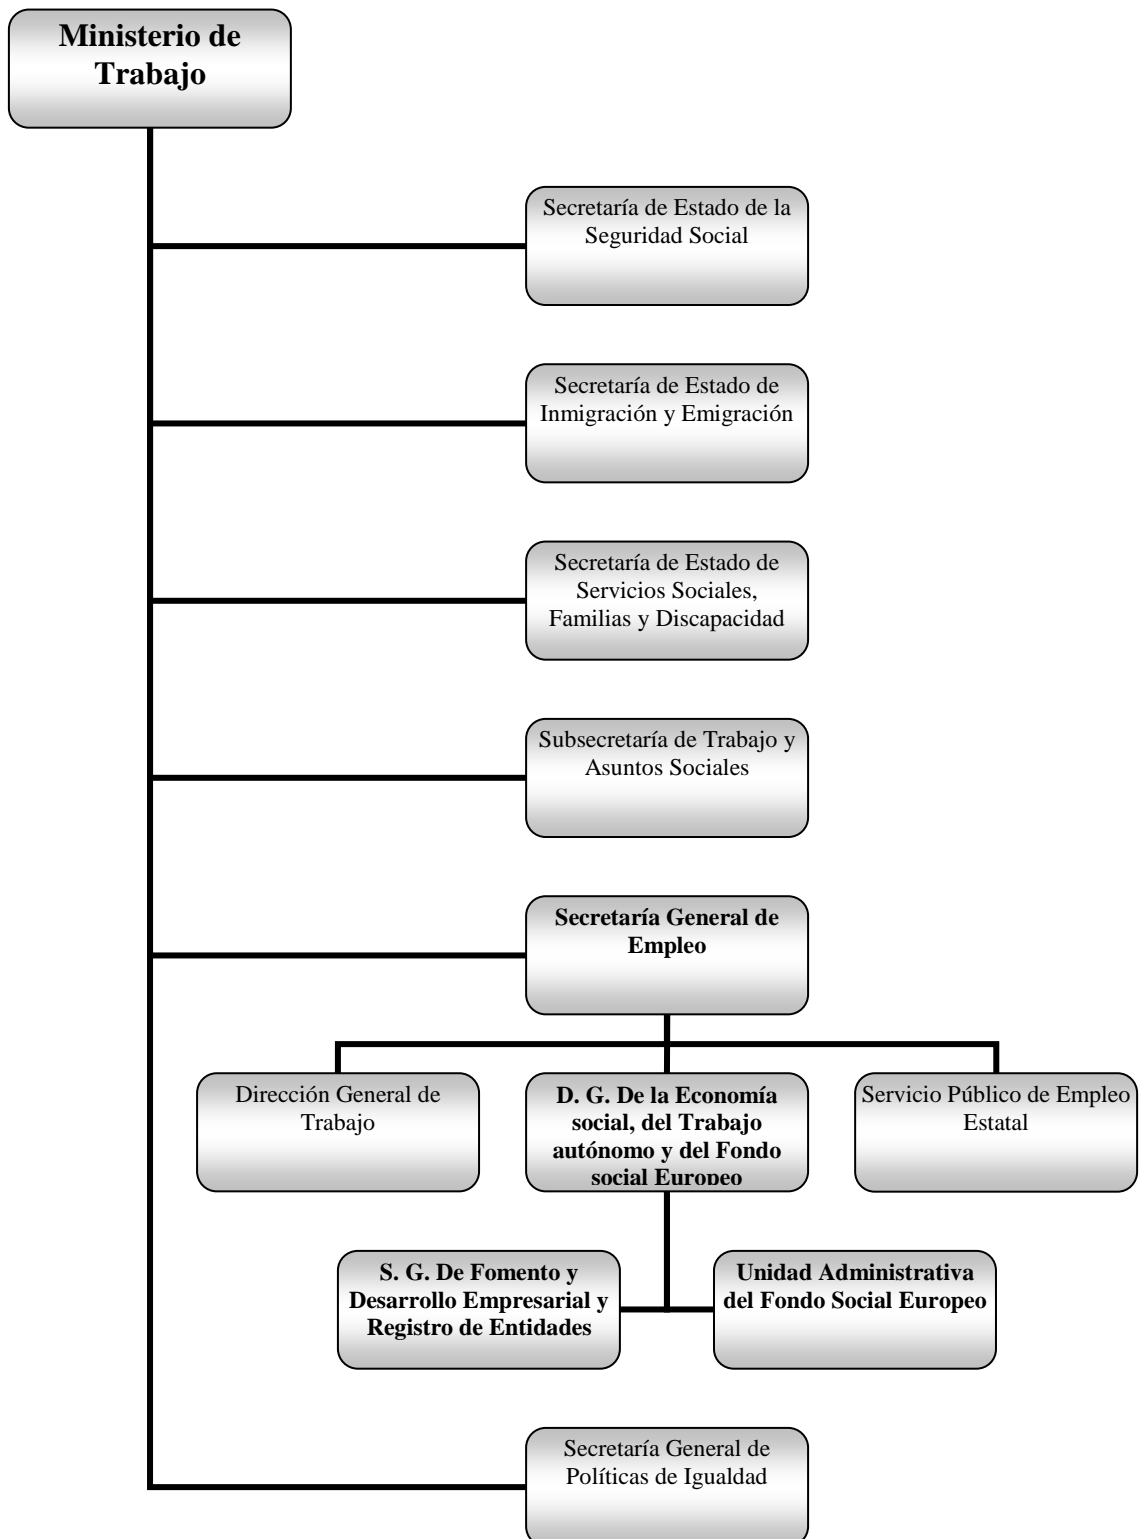 Ministerio de
Trabajo
Secretaría de Estado de la
Seguridad Social
Secretaría de Estado de
Inmigración y Emigración
Secretaría de Estado de
Servicios Sociales,
Familias y Discapacidad
Subsecretaría de Trabajo y
Asuntos Sociales
Secretaría General de
Empleo
Dirección General de
Trabajo
D. G. De la Economía
social, del Trabajo
autónomo y del Fondo
social Europeo
Servicio Público de Empleo
Estatal
S. G. De Fomento y
Desarrollo Empresarial y
Registro de Entidades
Unidad Administrativa
del Fondo Social Europeo
Secretaría General de
Políticas de Igualdad